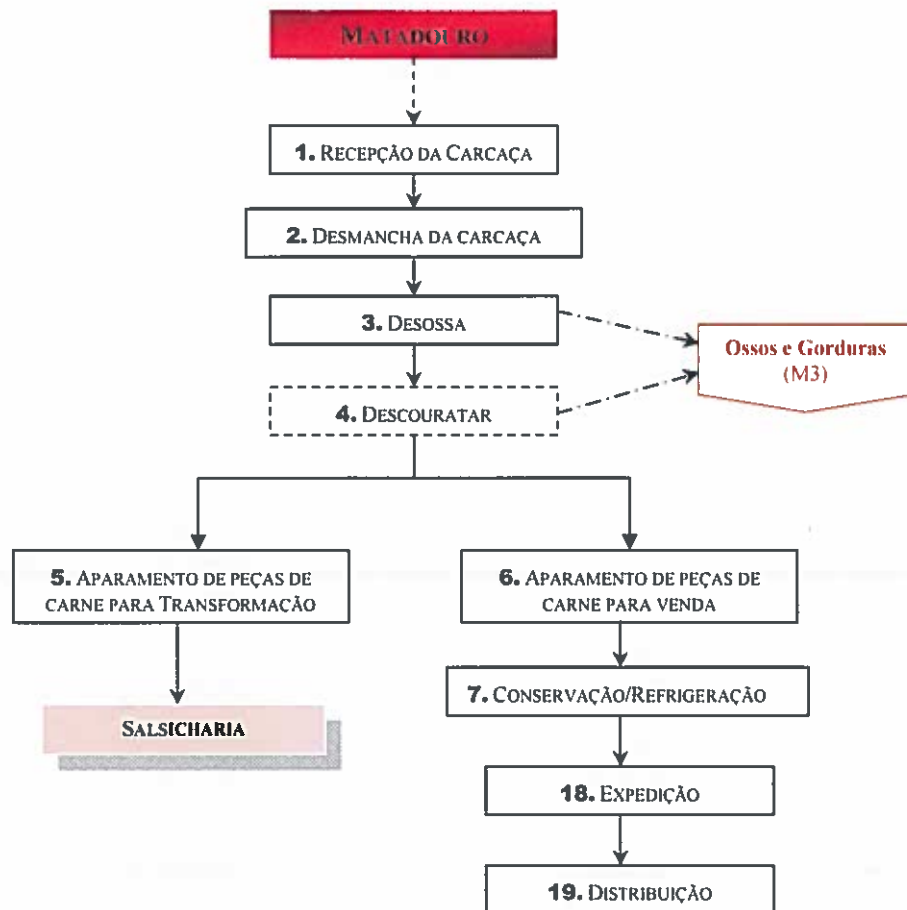 MATADOURO
1. RECEPÇÃO DA CARCAÇA
2. DESMANCHA DA CARCAÇA
3. DESOSSA
Ossos e Gorduras
(M3)
4. DESCOURATAR
5. APARAMENTO DE PEÇAS DE
CARNE PARA TRANSFORMAÇÃO
6. APARAMENTO DE PEÇAS DE
CARNE PARA VENDA
7. CONSERVAÇÃO/REFRIGERAÇÃO
SALSICHARIA
18. EXPEDIÇÃO
19. DISTRIBUIÇÃO